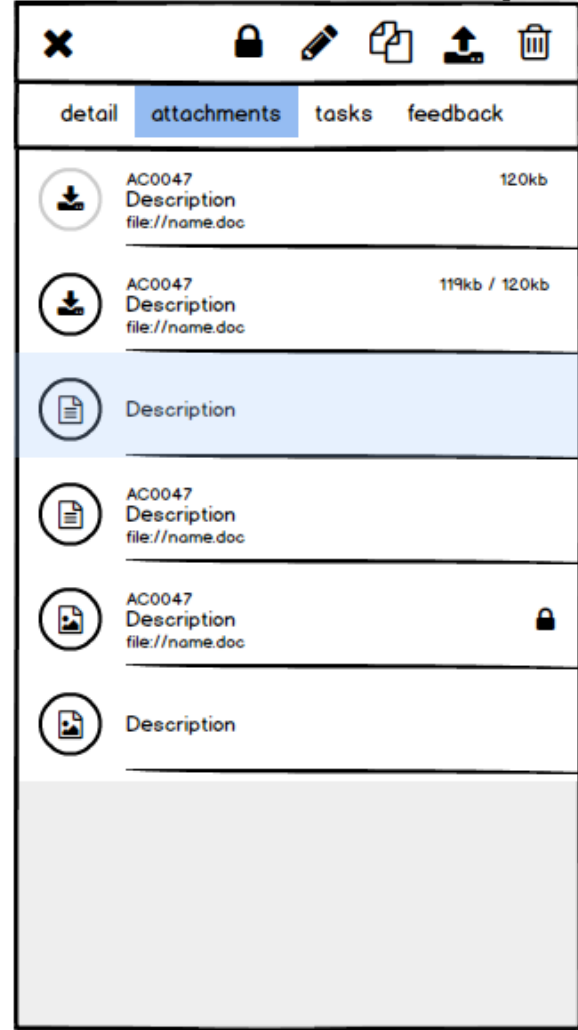 detail attachments tasks feedback
AC0047 120kb
Description
file://name.doc
AC0047 119kb / 120kb
Description
file://name.doc
Description
AC0047
Description
file://name.doc
AC0047
Description
file://name.doc
Description